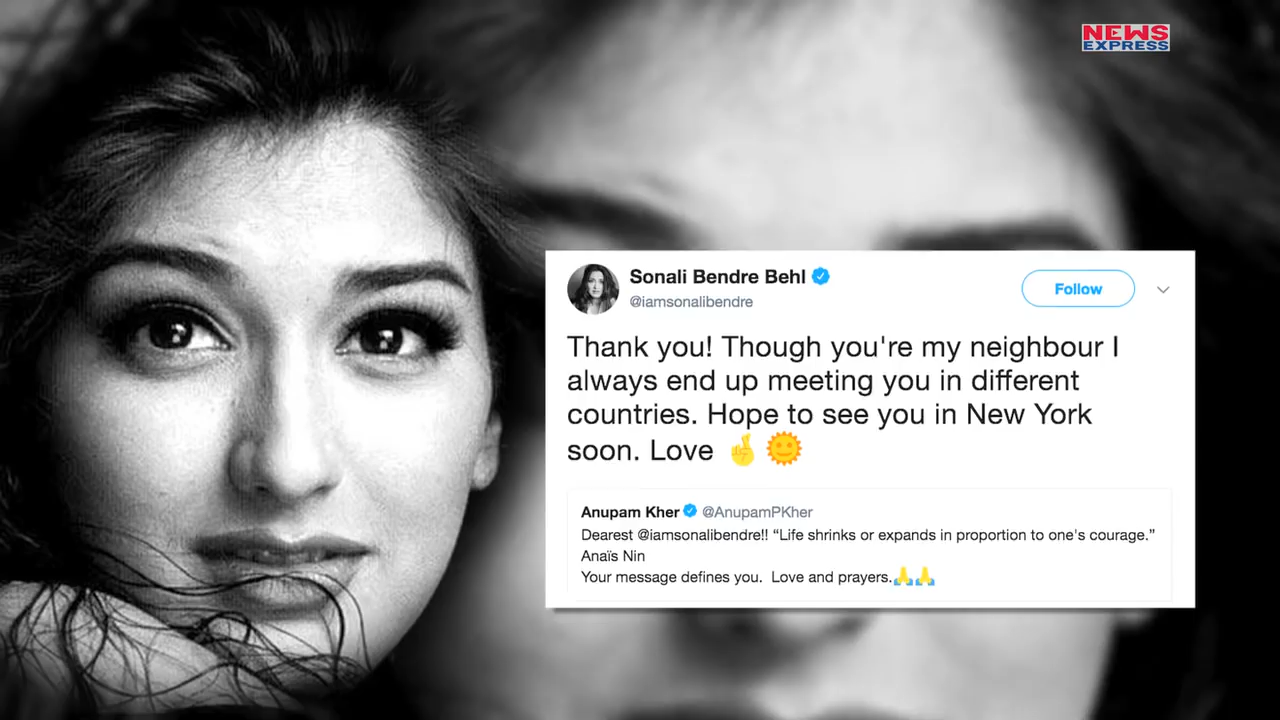 NEWS
EXPRESS
Sonali Bendre Behl
@iamsonalibendre
Follow
Thank you! Though you're my neighbour I
always end up meeting you in different
countries. Hope to see you in New York
soon. Love 🤞🌞
Anupam Kher @AnupamPKher
Dearest @iamsonalibendre!! “Life shrinks or expands in proportion to one's courage.”
Anaïs Nin
Your message defines you.  Love and prayers.🙏🙏